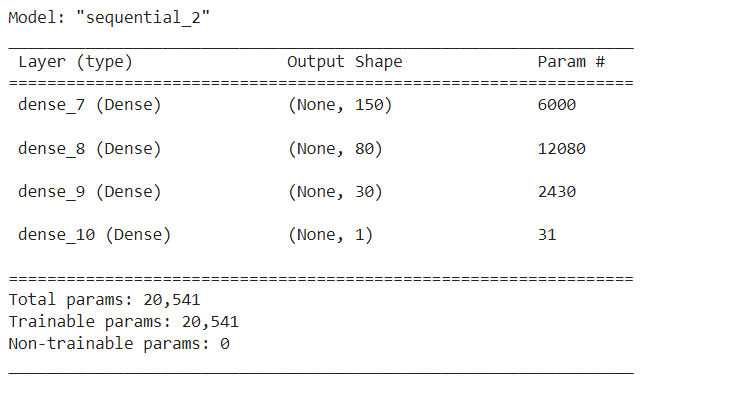 Model: "sequential_2"
Layer (type) Output Shape Param #
dense_7 (Dense) (None, 150) 6000
dense_8 (Dense) (None, 80) 12080
dense_9 (Dense) (None, 30) 2430
dense_10 (Dense) (None, 1) 31
Total params: 20,541
Trainable params: 20,541
Non-trainable params: 0